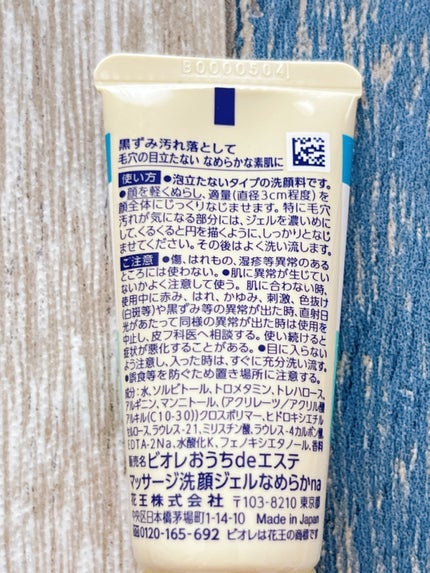 B0000564
黒ずみ汚れ落として
毛穴の目立たない なめらかな素肌に
使い方 ●泡立たないタイプの洗顔料です。
●顔を軽くぬらし、適量(直径3cm程度)を
顔全体にじっくりなじませます。特に毛穴
汚れが気になる部分には、ジェルを濃いめに
して、くるくると円を描くように、しっかりとなじ
ませてください。その後はよく洗い流します。
ご注意 ●傷、はれもの、湿疹等異常のある
ところには使わない。●肌に異常が生じてい
ないかよく注意して使う。肌に合わない時、
使用中に赤み、はれ、かゆみ、刺激、色抜け
(白斑等)や黒ずみ等の異常が出た時、直射日
光があたって同様の異常が出た時は使用を
中止し、皮フ科医へ相談する。使い続けると
症状が悪化することがある。●目に入らない
よう注意し、入った時は、すぐに充分洗い流す。
●誤食等を防ぐため置き場所に注意する。
成分:水、ソルビトール、トロメタミン、トレハロース、
アルギニン、マンニトール、(アクリレーツ/アクリル酸
アルキル(C10-30))クロスポリマー、ヒドロキシエチル
セルロース、ラウレス-21、ミリスチン酸、ラウレス-4カルボン酸、
EDTA-2Na、水酸化K、フェノキシエタノール、香料
販売名ビオレおうちdeエステ
マッサージ洗顔ジェルなめらかna
花王株式会社 〒103-8210 東京都
中央区日本橋茅場町1-14-10 Made in Japan
0120-165-692 ビオレは花王の商標です